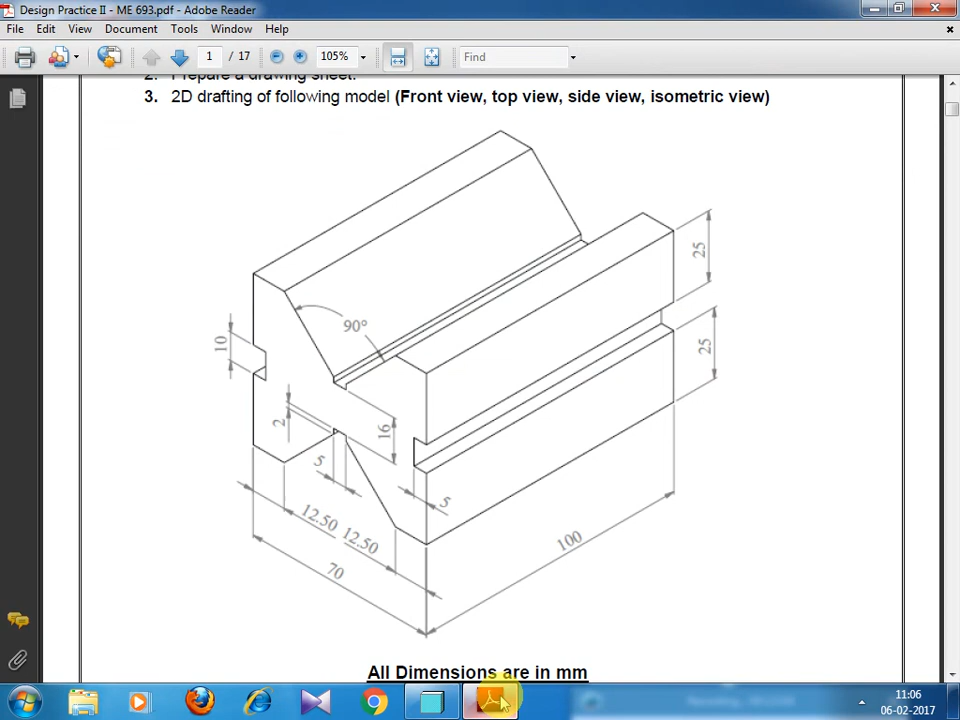 Design Practice II - ME 693.pdf - Adobe Reader
File Edit View Document Tools Window Help
1 / 17 105% Find
2. Prepare a drawing sheet.
3. 2D drafting of following model (Front view, top view, side view, isometric view)
25
90°
10
25
2
16
5
5
12.50
12.50
100
70
All Dimensions are in mm
11:06
06-02-2017